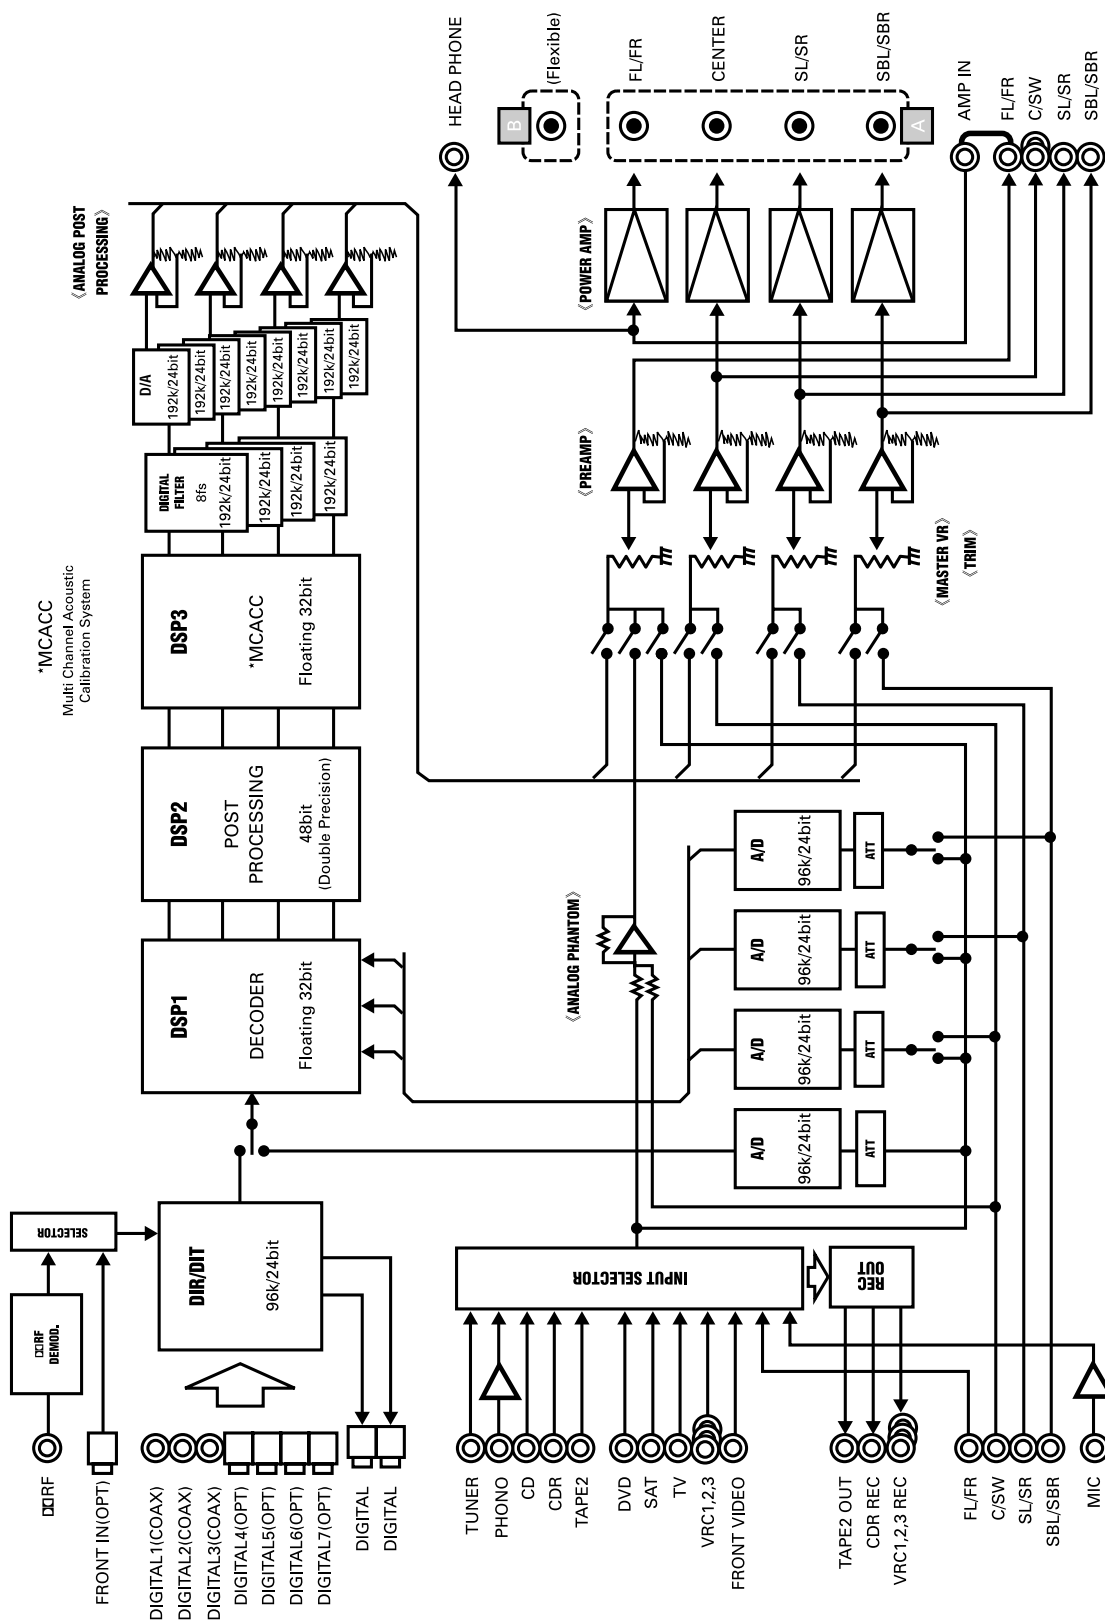 *MCACC
Multi Channel Acoustic
Calibration System
《ANALOG POST
PROCESSING》
D/A
192k/24bit
192k/24bit
192k/24bit
192k/24bit
192k/24bit
192k/24bit
192k/24bit
192k/24bit
DIGITAL
FILTER
8fs
192k/24bit
192k/24bit
192k/24bit
192k/24bit
DSP3
*MCACC
Floating 32bit
DSP2
POST
PROCESSING
48bit
(Double Precision)
DSP1
DECODER
Floating 32bit
SELECTOR
DIR/DIT
96k/24bit
RF
DEMOD.
RF
FRONT IN(OPT)
DIGITAL1(COAX)
DIGITAL2(COAX)
DIGITAL3(COAX)
DIGITAL4(OPT)
DIGITAL5(OPT)
DIGITAL6(OPT)
DIGITAL7(OPT)
DIGITAL
DIGITAL
HEAD PHONE
B
(Flexible)
FL/FR
CENTER
SL/SR
SBL/SBR
A
AMP IN
FL/FR
C/SW
SL/SR
SBL/SBR
《POWER AMP》
《PREAMP》
《MASTER VR》
《TRIM》
《ANALOG PHANTOM》
A/D
96k/24bit
ATT
A/D
96k/24bit
ATT
A/D
96k/24bit
ATT
A/D
96k/24bit
ATT
INPUT SELECTOR
REC
OUT
TUNER
PHONO
CD
CDR
TAPE2
DVD
SAT
TV
VRC1,2,3
FRONT VIDEO
TAPE2 OUT
CDR REC
VRC1,2,3 REC
FL/FR
C/SW
SL/SR
SBL/SBR
MIC